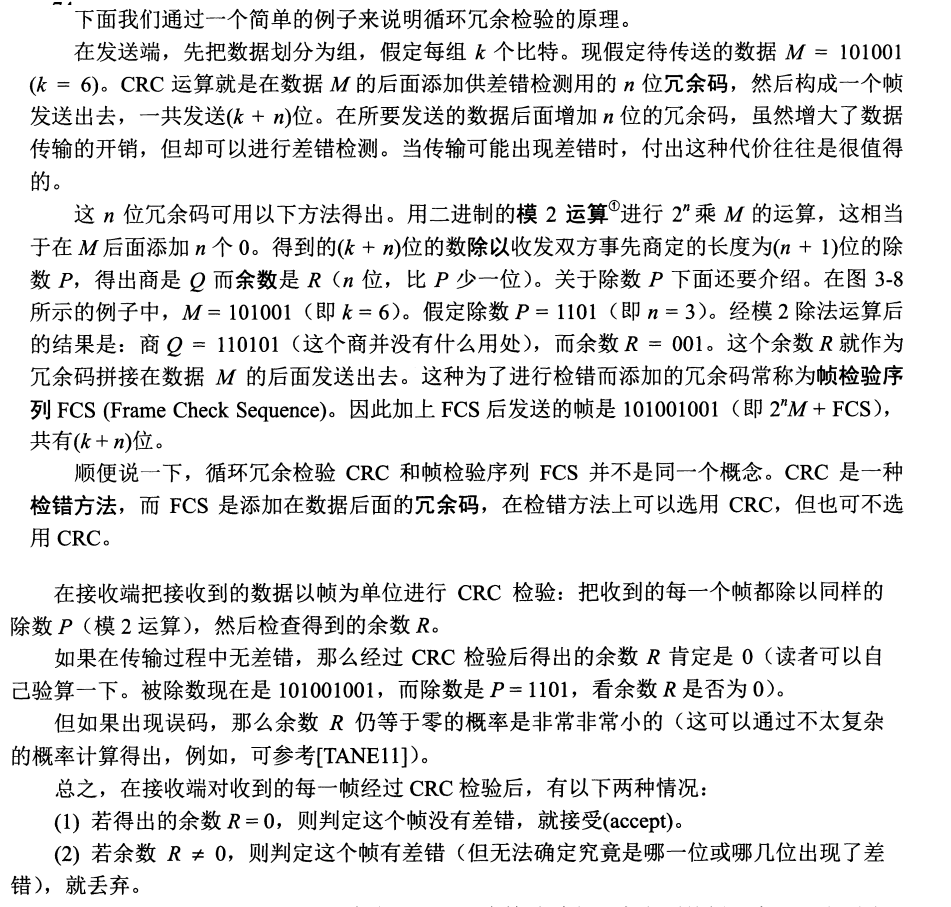 下面我们通过一个简单的例子来说明循环冗余检验的原理。
在发送端，先把数据划分为组，假定每组 k 个比特。现假定待传送的数据 M = 101001
(k = 6)。CRC 运算就是在数据 M 的后面添加供差错检测用的 n 位冗余码，然后构成一个帧
发送出去，一共发送(k + n)位。在所要发送的数据后面增加 n 位的冗余码，虽然增大了数据
传输的开销，但却可以进行差错检测。当传输可能出现差错时，付出这种代价往往是很值得
的。
这 n 位冗余码可用以下方法得出。用二进制的模 2 运算①进行 2ⁿ乘 M 的运算，这相当
于在 M 后面添加 n 个 0。得到的(k + n)位的数除以收发双方事先商定的长度为(n + 1)位的除
数 P，得出商是 Q 而余数是 R（n 位，比 P 少一位）。关于除数 P 下面还要介绍。在图 3-8
所示的例子中，M = 101001（即 k = 6）。假定除数 P = 1101（即 n = 3）。经模 2 除法运算后
的结果是：商 Q = 110101（这个商并没有什么用处），而余数 R = 001。这个余数 R 就作为
冗余码拼接在数据 M 的后面发送出去。这种为了进行检错而添加的冗余码常称为帧检验序
列 FCS (Frame Check Sequence)。因此加上 FCS 后发送的帧是 101001001（即 2ⁿM + FCS），
共有(k + n)位。
顺便说一下，循环冗余检验 CRC 和帧检验序列 FCS 并不是同一个概念。CRC 是一种
检错方法，而 FCS 是添加在数据后面的冗余码，在检错方法上可以选用 CRC，但也可不选
用 CRC。
在接收端把接收到的数据以帧为单位进行 CRC 检验：把收到的每一个帧都除以同样的
除数 P（模 2 运算），然后检查得到的余数 R。
如果在传输过程中无差错，那么经过 CRC 检验后得出的余数 R 肯定是 0（读者可以自
己验算一下。被除数现在是 101001001，而除数是 P = 1101，看余数 R 是否为 0）。
但如果出现误码，那么余数 R 仍等于零的概率是非常非常小的（这可以通过不太复杂
的概率计算得出，例如，可参考[TANE11]）。
总之，在接收端对收到的每一帧经过 CRC 检验后，有以下两种情况：
(1) 若得出的余数 R = 0，则判定这个帧没有差错，就接受(accept)。
(2) 若余数 R ≠ 0，则判定这个帧有差错（但无法确定究竟是哪一位或哪几位出现了差
错），就丢弃。